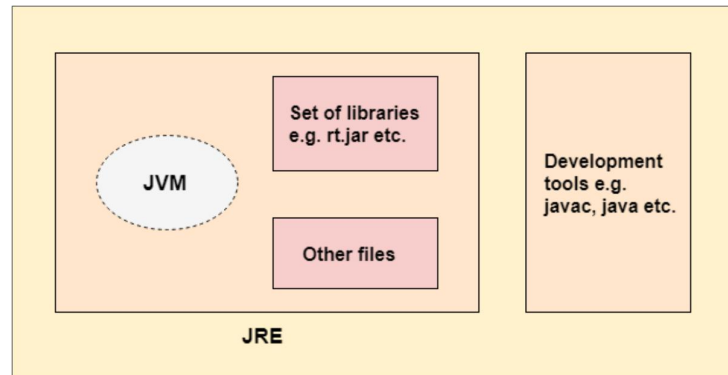 Set of libraries
e.g. rt.jar etc.
JVM
Other files
JRE
Development
tools e.g.
javac, java etc.